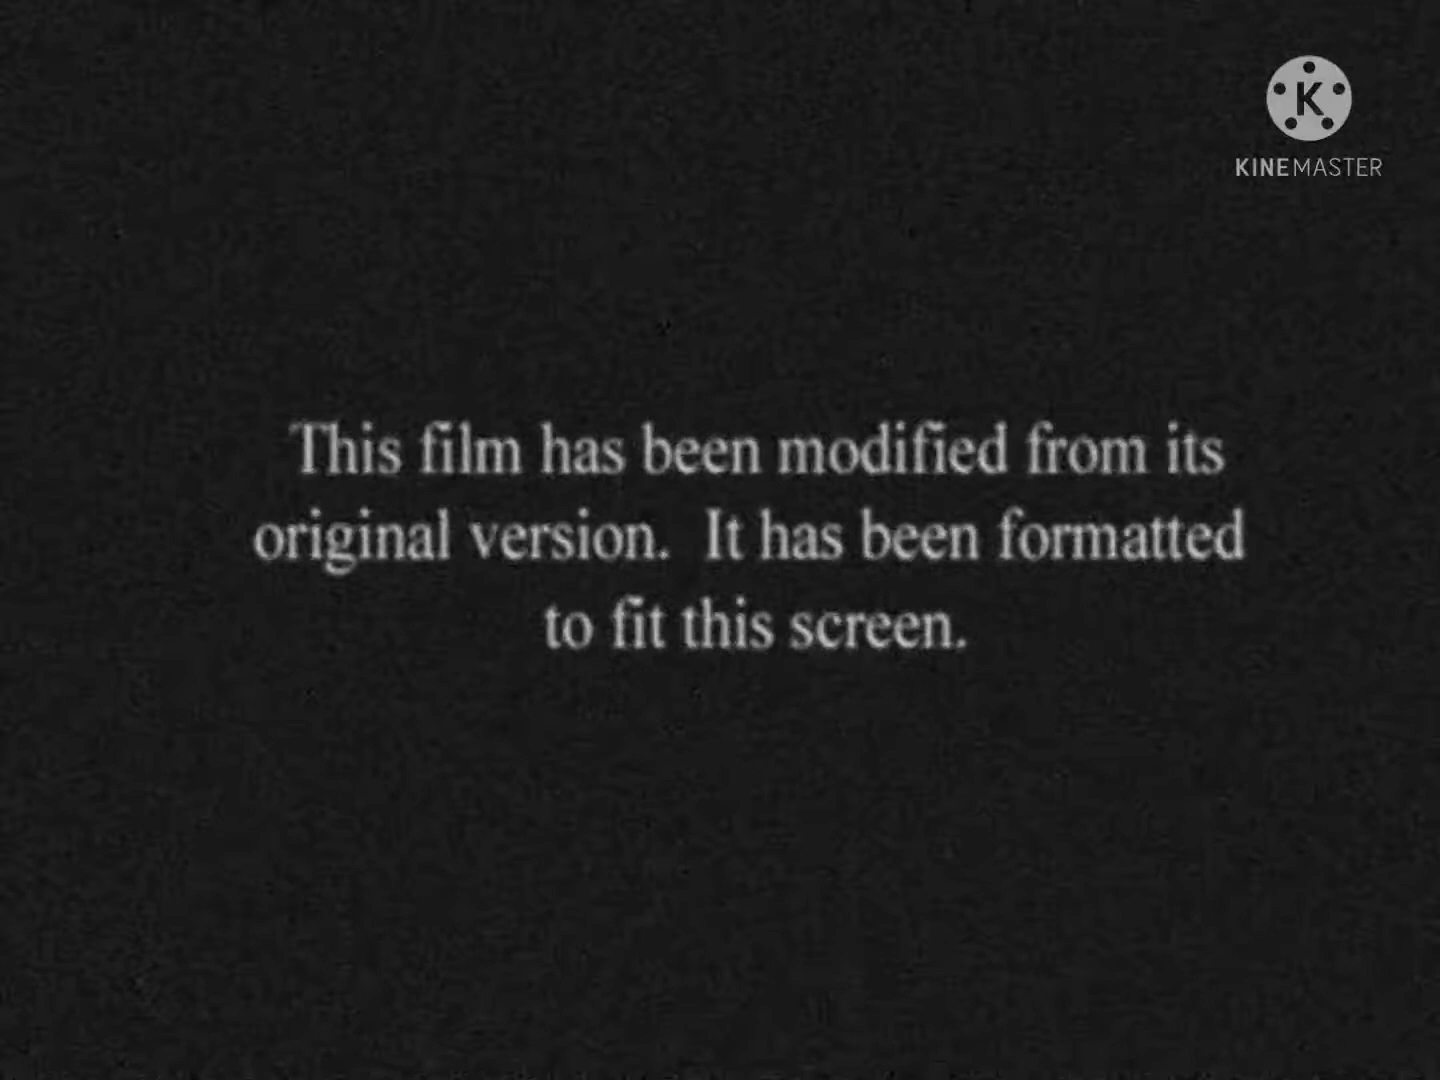 K
KINEMASTER
This film has been modified from its
original version.  It has been formatted
to fit this screen.